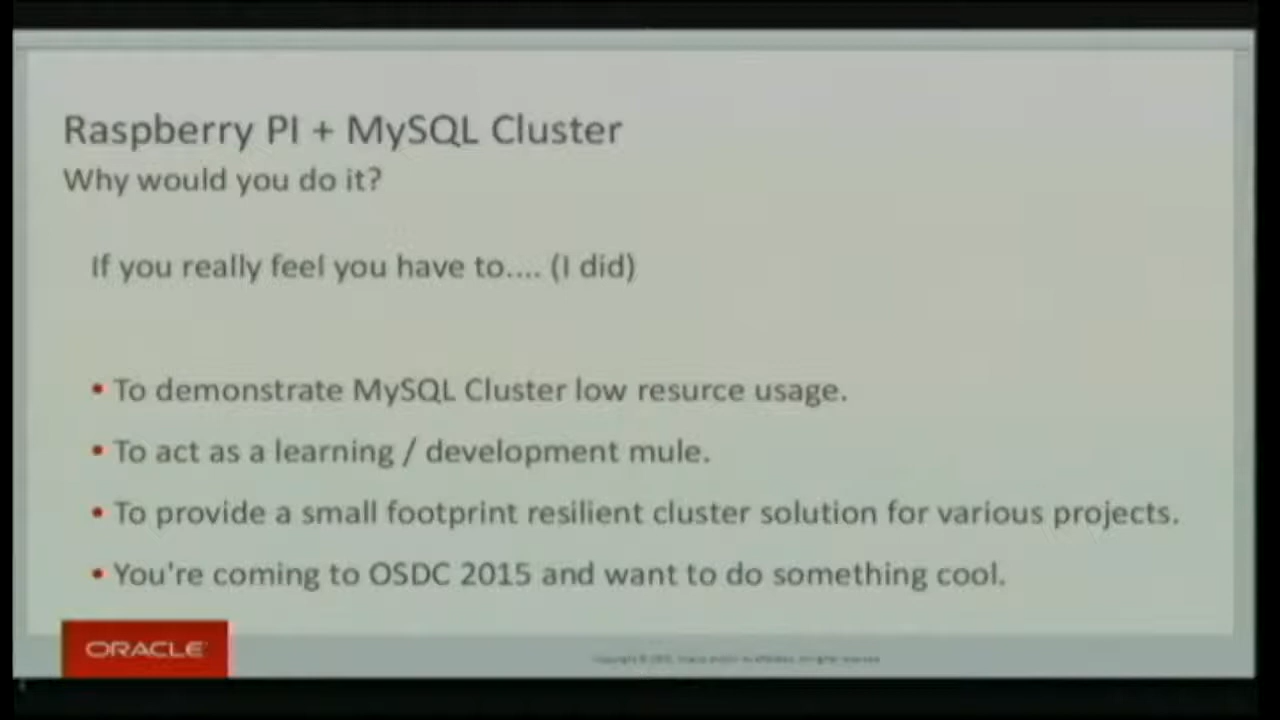 Raspberry PI + MySQL Cluster
Why would you do it?
If you really feel you have to.... (I did)
• To demonstrate MySQL Cluster low resurce usage.
• To act as a learning / development mule.
• To provide a small footprint resilient cluster solution for various projects.
• You're coming to OSDC 2015 and want to do something cool.
ORACLE